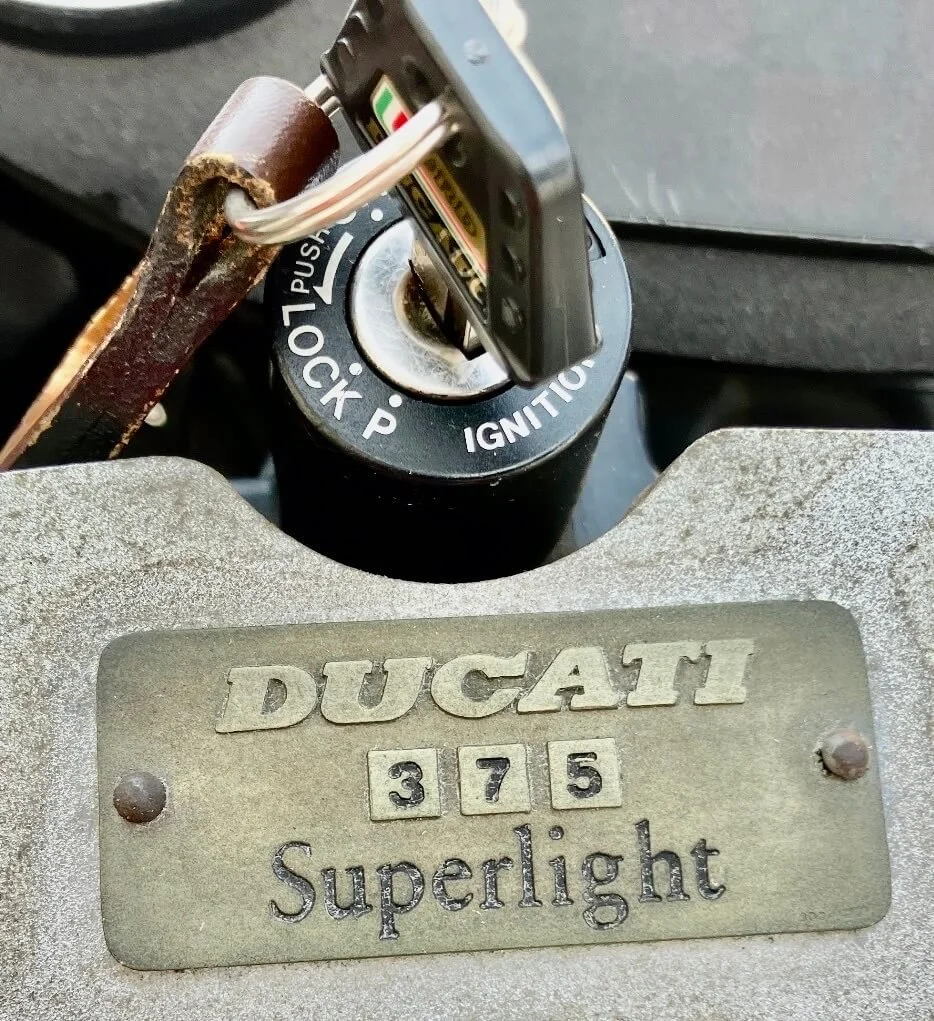 PUSH
LOCK
P
IGNITION
DUCATI
375
Superlight